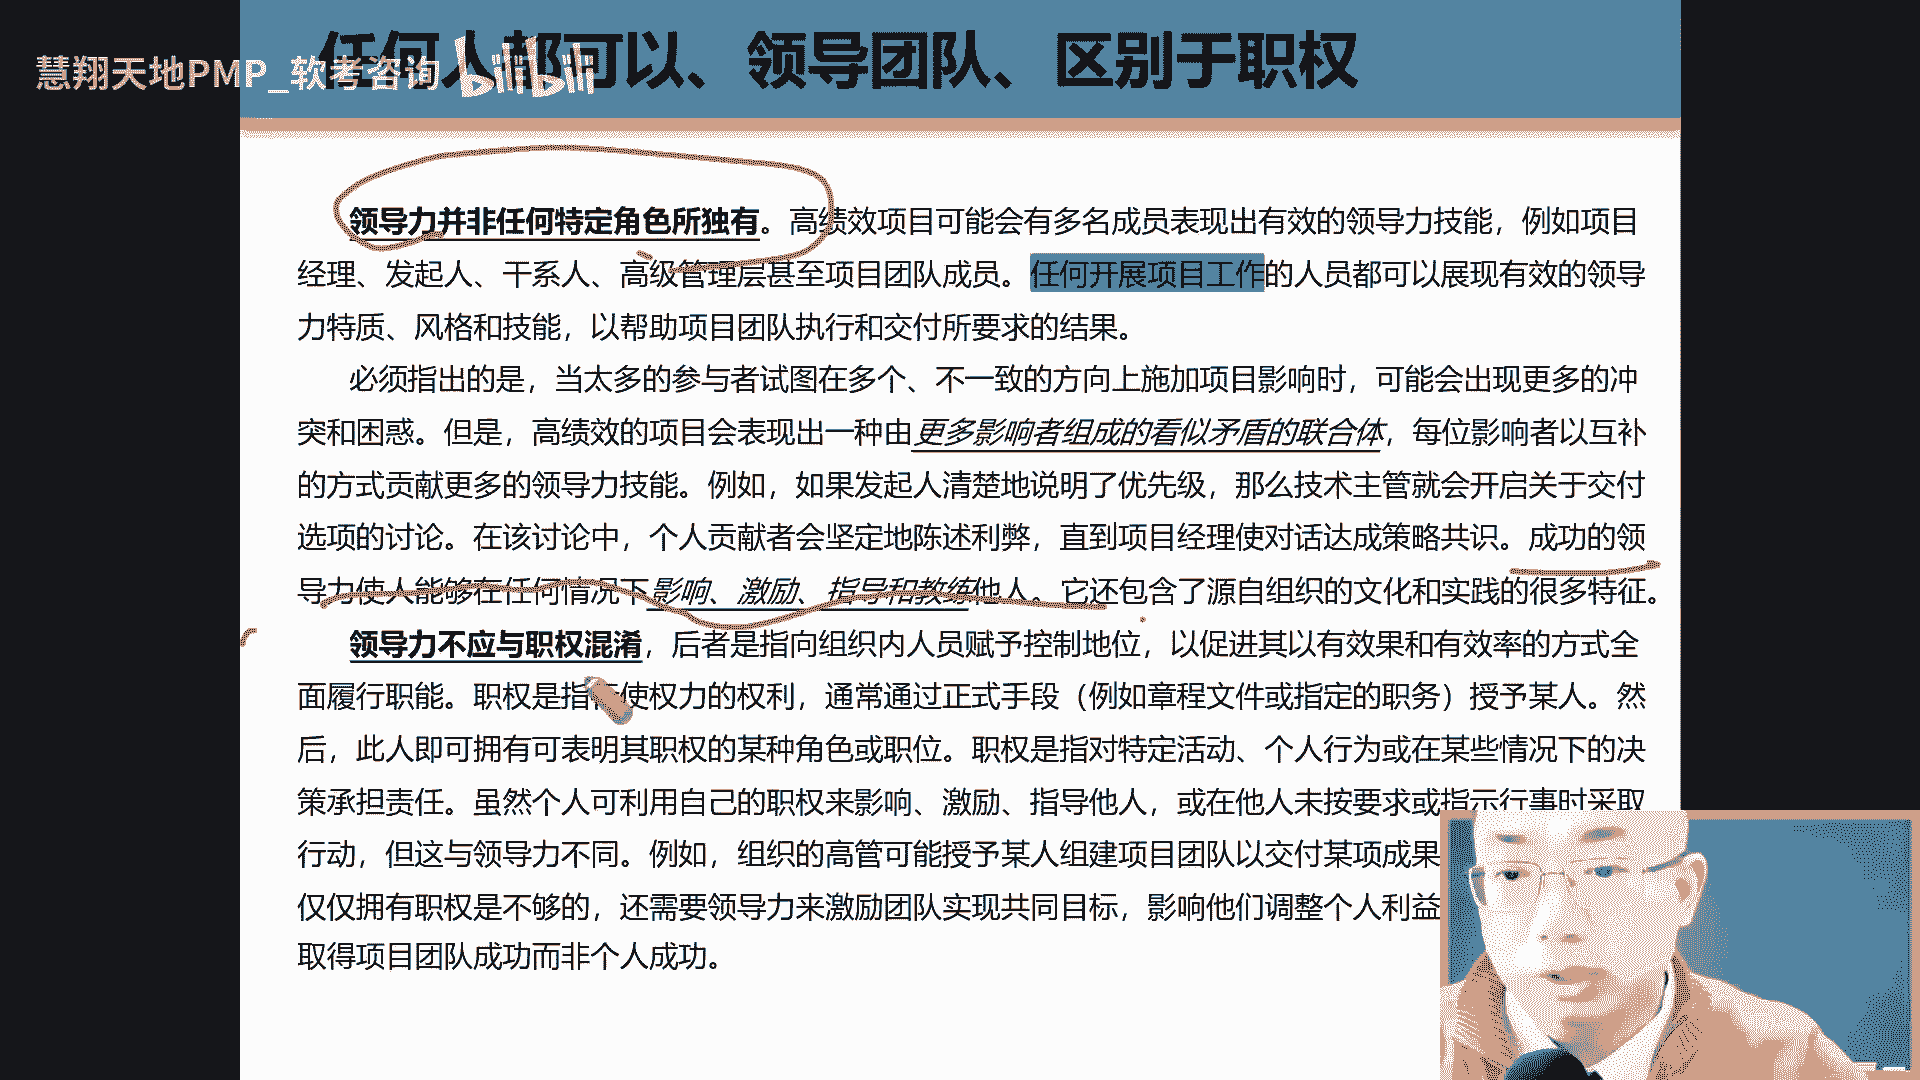 任何人都可以、领导团队、区别于职权
慧翔天地PMP_软考咨询 bilibili
领导力并非任何特定角色所独有。高绩效项目可能会有多名成员表现出有效的领导力技能，例如项目
经理、发起人、干系人、高级管理层甚至项目团队成员。任何开展项目工作的人员都可以展现有效的领导
力特质、风格和技能，以帮助项目团队执行和交付所要求的结果。
必须指出的是，当太多的参与者试图在多个、不一致的方向上施加项目影响时，可能会出现更多的冲
突和困惑。但是，高绩效的项目会表现出一种由更多影响者组成的看似矛盾的联合体，每位影响者以互补
的方式贡献更多的领导力技能。例如，如果发起人清楚地说明了优先级，那么技术主管就会开启关于交付
选项的讨论。在该讨论中，个人贡献者会坚定地陈述利弊，直到项目经理使对话达成策略共识。成功的领
导力使人能够在任何情况下影响、激励、指导和教练他人。它还包含了源自组织的文化和实践的很多特征。
领导力不应与职权混淆，后者是指向组织内人员赋予控制地位，以促进其以有效果和有效率的方式全
面履行职能。职权是指行使权力的权利，通常通过正式手段（例如章程文件或指定的职务）授予某人。然
后，此人即可拥有可表明其职权的某种角色或职位。职权是指对特定活动、个人行为或在某些情况下的决
策承担责任。虽然个人可利用自己的职权来影响、激励、指导他人，或在他人未按要求或指示行事时采取
行动，但这与领导力不同。例如，组织的高管可能授予某人组建项目团队以交付某项成果
仅仅拥有职权是不够的，还需要领导力来激励团队实现共同目标，影响他们调整个人利益
取得项目团队成功而非个人成功。